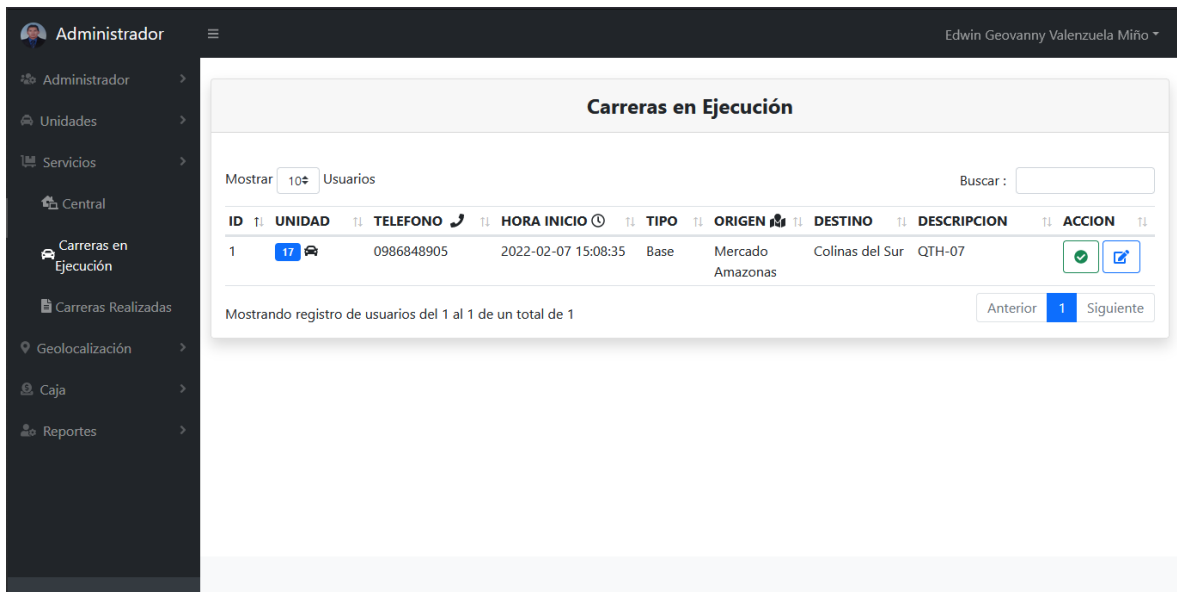 Administrador
Edwin Geovanny Valenzuela Miño
Administrador
Unidades
Servicios
Central
Carreras en
Ejecución
Carreras Realizadas
Geolocalización
Caja
Reportes
Carreras en Ejecución
Mostrar 10 Usuarios
Buscar :
ID UNIDAD TELEFONO HORA INICIO TIPO ORIGEN DESTINO DESCRIPCION ACCION
1 17 0986848905 2022-02-07 15:08:35 Base Mercado Colinas del Sur QTH-07
Amazonas
Mostrando registro de usuarios del 1 al 1 de un total de 1
Anterior 1 Siguiente